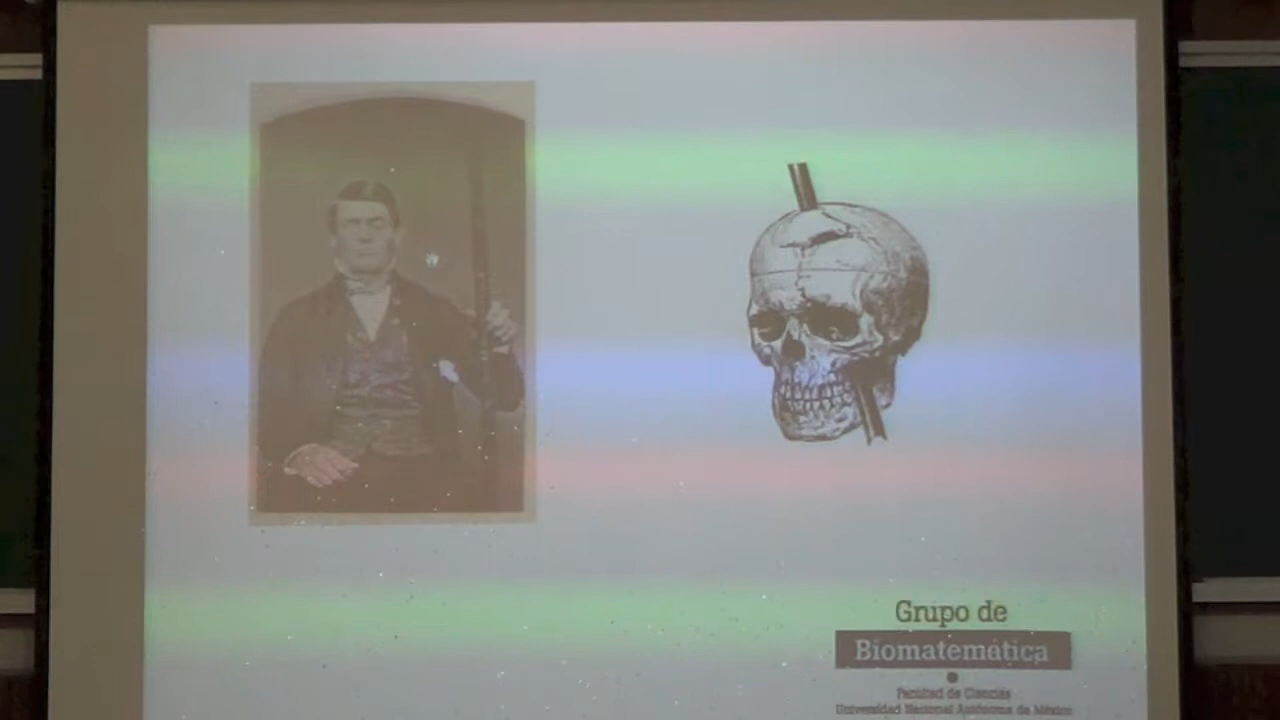 Grupo de
Biomatemática
Facultad de Ciencias
Universidad Nacional Autónoma de México